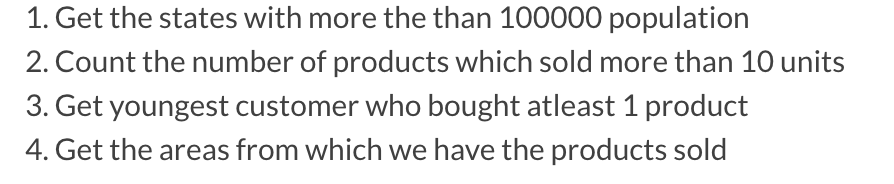 1. Get the states with more the than 100000 population
2. Count the number of products which sold more than 10 units
3. Get youngest customer who bought atleast 1 product
4. Get the areas from which we have the products sold